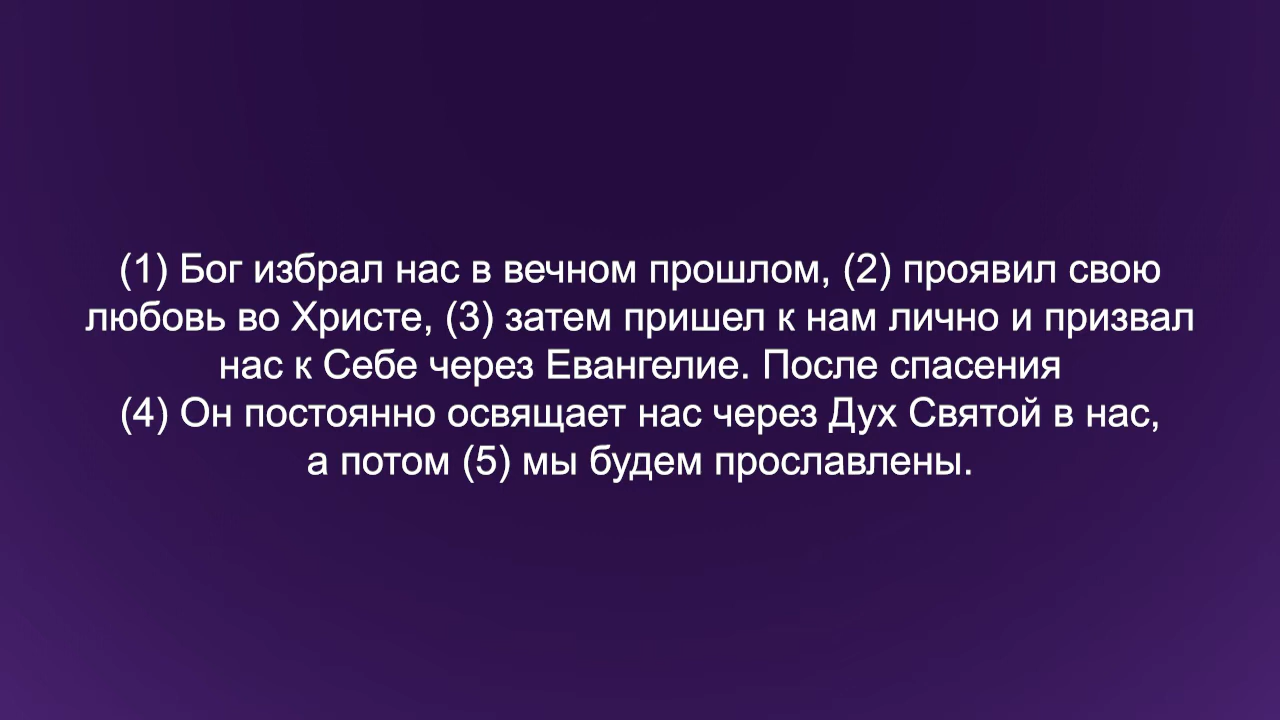 (1) Бог избрал нас в вечном прошлом, (2) проявил свою
любовь во Христе, (3) затем пришел к нам лично и призвал
нас к Себе через Евангелие. После спасения
(4) Он постоянно освящает нас через Дух Святой в нас,
а потом (5) мы будем прославлены.